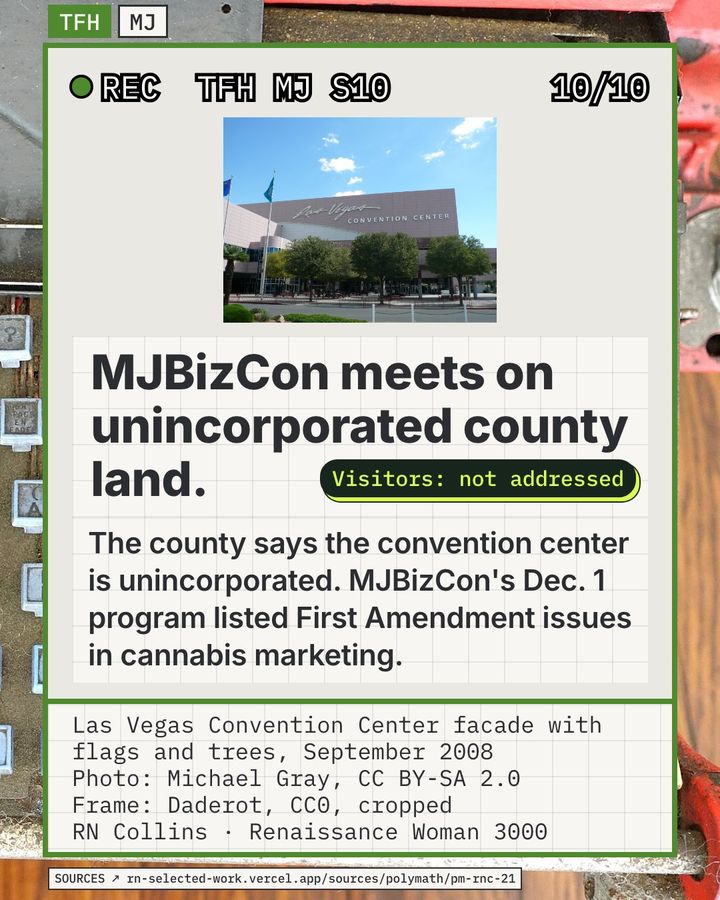 TFH MJ
REC TFH MJ S10 10/10
Las Vegas
CONVENTION CENTER
MJBizCon meets on
unincorporated county
land.
Visitors: not addressed
The county says the convention center
is unincorporated. MJBizCon's Dec. 1
program listed First Amendment issues
in cannabis marketing.
Las Vegas Convention Center facade with
flags and trees, September 2008
Photo: Michael Gray, CC BY-SA 2.0
Frame: Daderot, CC0, cropped
RN Collins · Renaissance Woman 3000
SOURCES ↗ rn-selected-work.vercel.app/sources/polymath/pm-rnc-21